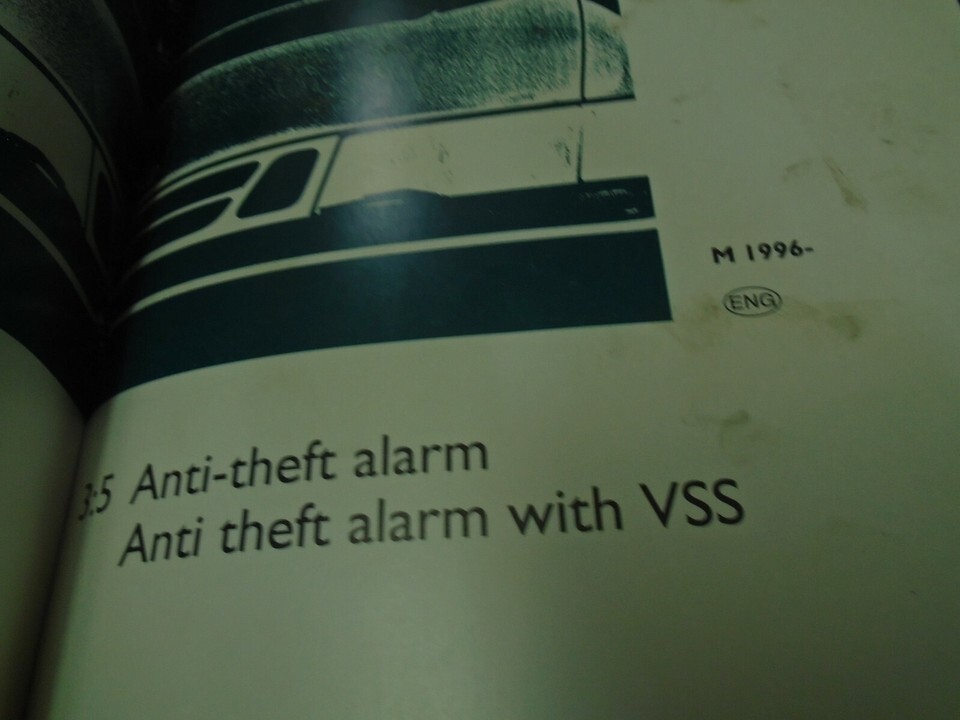 M 1996-
ENG
3:5 Anti-theft alarm
Anti theft alarm with VSS